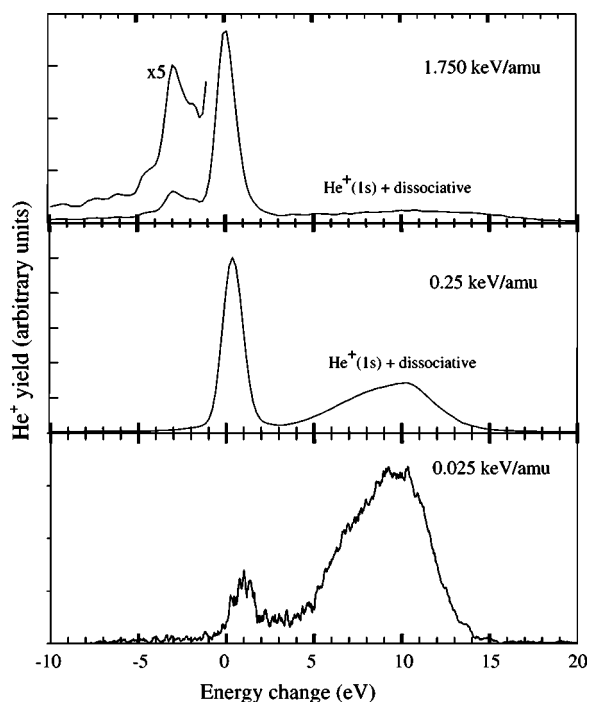 x5
1.750 keV/amu
He⁺(1s) + dissociative
0.25 keV/amu
He⁺(1s) + dissociative
0.025 keV/amu
He⁺ yield (arbitrary units)
-10 -5 0 5 10 15 20
Energy change (eV)